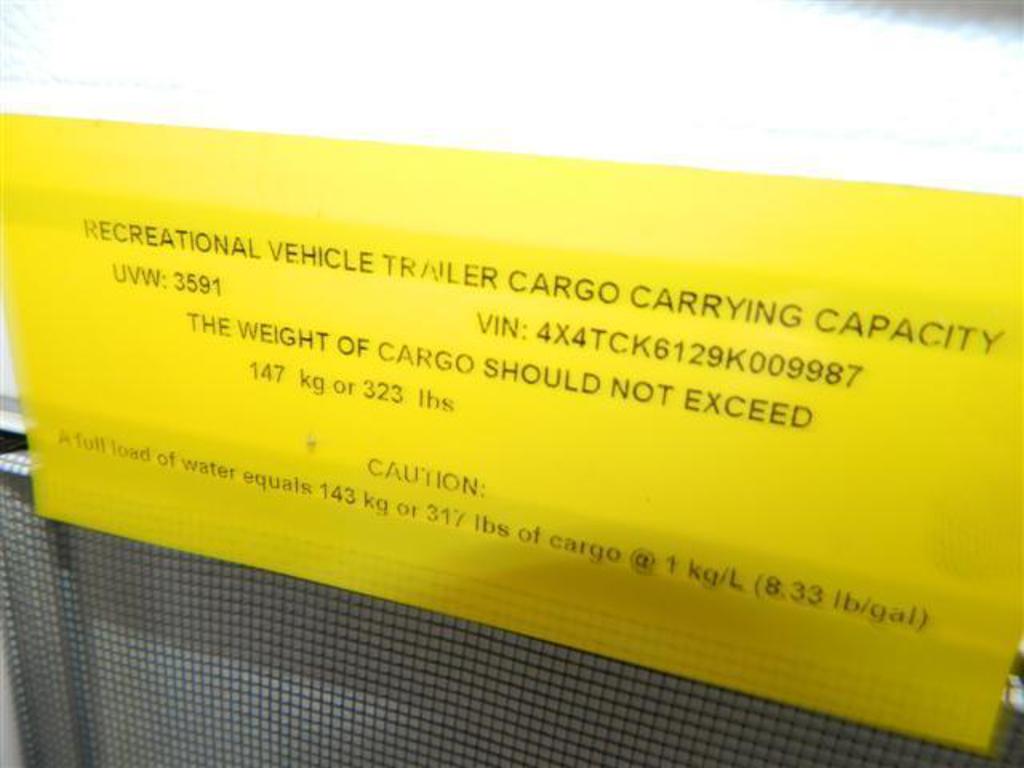 RECREATIONAL VEHICLE TRAILER CARGO CARRYING CAPACITY
UVW: 3591 VIN: 4X4TCK6129K009987
THE WEIGHT OF CARGO SHOULD NOT EXCEED
147 kg or 323 lbs
CAUTION:
A full load of water equals 143 kg or 317 lbs of cargo @ 1 kg/L (8.33 lb/gal)